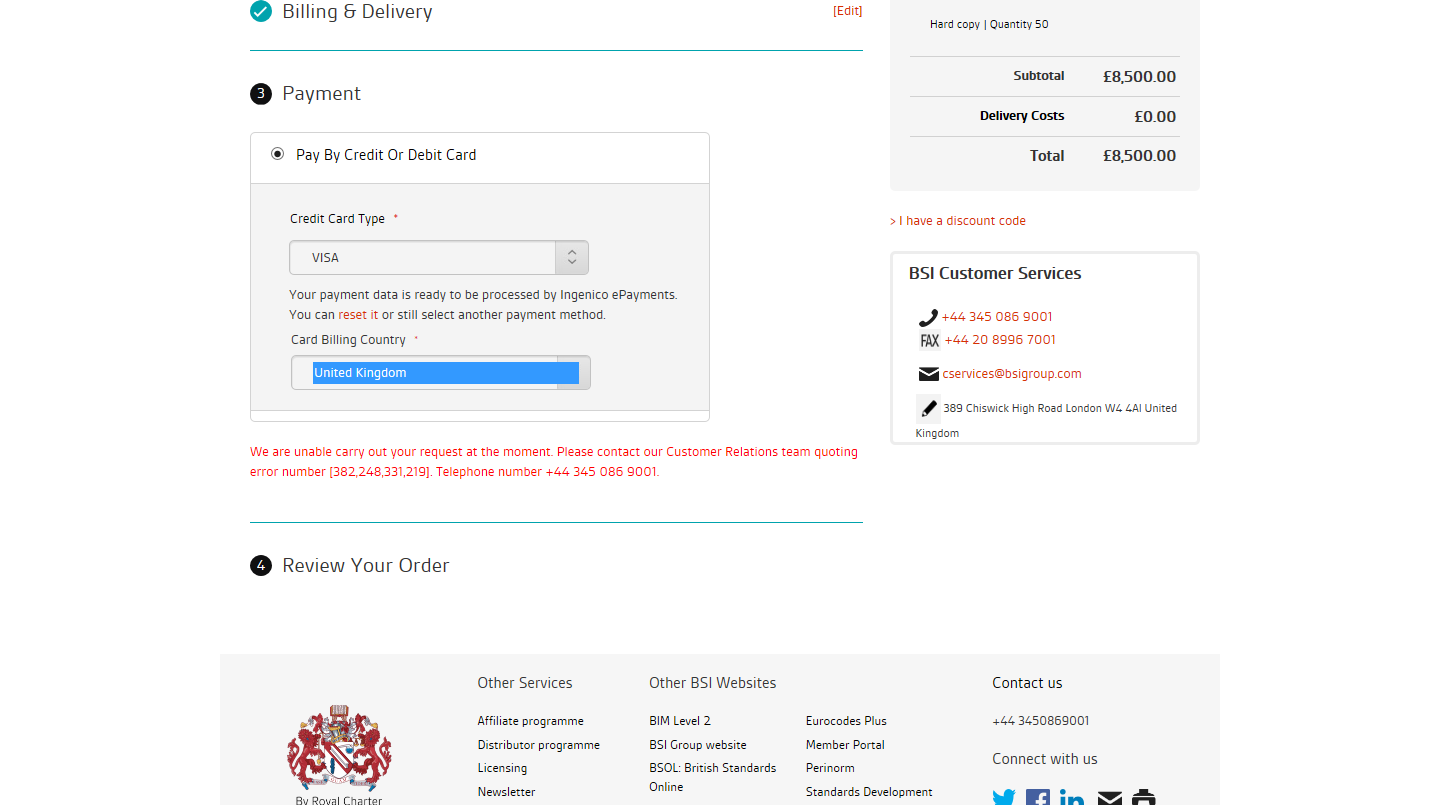 Billing & Delivery
[Edit]
3 Payment
Pay By Credit Or Debit Card
Credit Card Type *
VISA
Your payment data is ready to be processed by Ingenico ePayments.
You can reset it or still select another payment method.
Card Billing Country *
United Kingdom
We are unable carry out your request at the moment. Please contact our Customer Relations team quoting
error number [382,248,331,219]. Telephone number +44 345 086 9001.
4 Review Your Order
Hard copy | Quantity 50
Subtotal £8,500.00
Delivery Costs £0.00
Total £8,500.00
> I have a discount code
BSI Customer Services
+44 345 086 9001
FAX +44 20 8996 7001
cservices@bsigroup.com
389 Chiswick High Road London W4 4Al United
Kingdom
By Royal Charter
Other Services
Affiliate programme
Distributor programme
Licensing
Newsletter
Other BSI Websites
BIM Level 2
BSI Group website
BSOL: British Standards
Online
Eurocodes Plus
Member Portal
Perinorm
Standards Development
Contact us
+44 3450869001
Connect with us